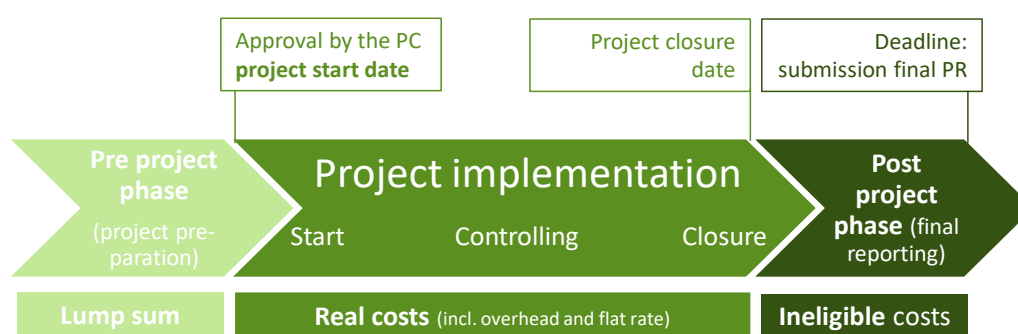 Approval by the PC
project start date
Project closure
date
Deadline:
submission final PR
Pre project
phase
(project pre-
paration)
Project implementation
Start Controlling Closure
Post
project
phase (final
reporting)
Lump sum
Real costs (incl. overhead and flat rate)
Ineligible costs